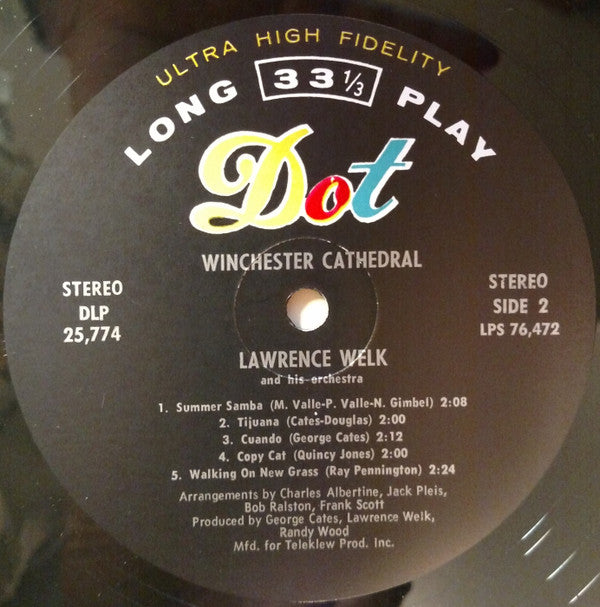 ULTRA HIGH FIDELITY
LONG 33 1/3 PLAY
Dot
WINCHESTER CATHEDRAL
STEREO
DLP
25,774
STEREO
SIDE 2
LPS 76,472
LAWRENCE WELK
and his orchestra
1. Summer Samba (M. Valle-P. Valle-N. Gimbel) 2:08
2. Tijuana (Cates-Douglas) 2:00
3. Cuando (George Cates) 2:12
4. Copy Cat (Quincy Jones) 2:00
5. Walking On New Grass (Ray Pennington) 2:24
Arrangements by Charles Albertine, Jack Pleis,
Bob Ralston, Frank Scott
Produced by George Cates, Lawrence Welk,
Randy Wood
Mfd. for Teleklew Prod. Inc.